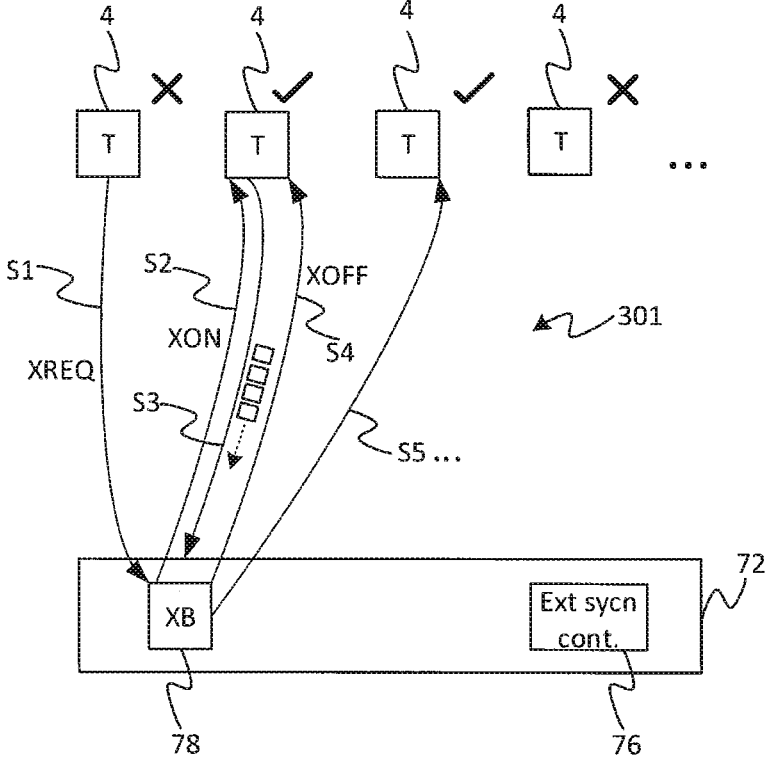 4 4 4 4
T T T T
...
S1 S2 XOFF
301
XON S4
XREQ
S3
S5...
72
XB Ext sycn
cont.
78 76